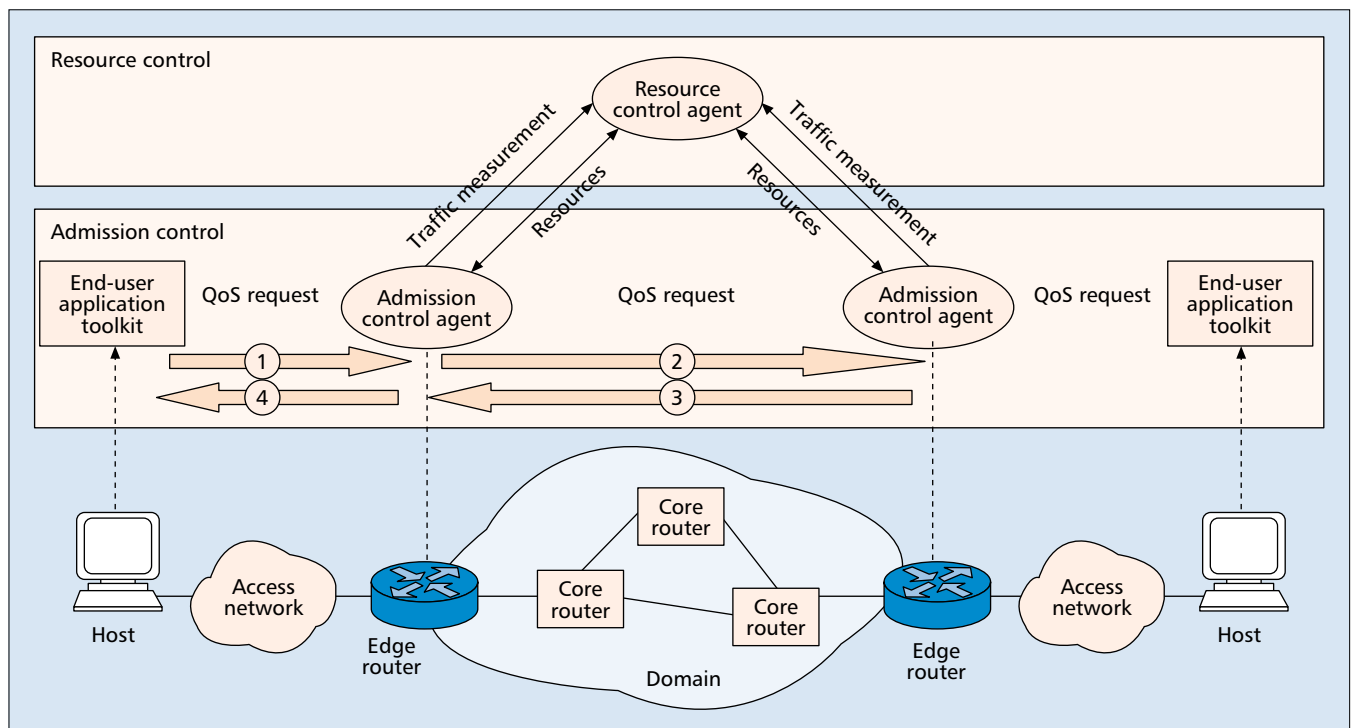 Resource control
Resource
control agent
Traffic measurement
Resources
Resources
Traffic measurement
Admission control
End-user
application
toolkit
QoS request
Admission
control agent
QoS request
Admission
control agent
QoS request
End-user
application
toolkit
1
2
4
3
Host
Access
network
Edge
router
Core
router
Core
router
Core
router
Domain
Edge
router
Access
network
Host